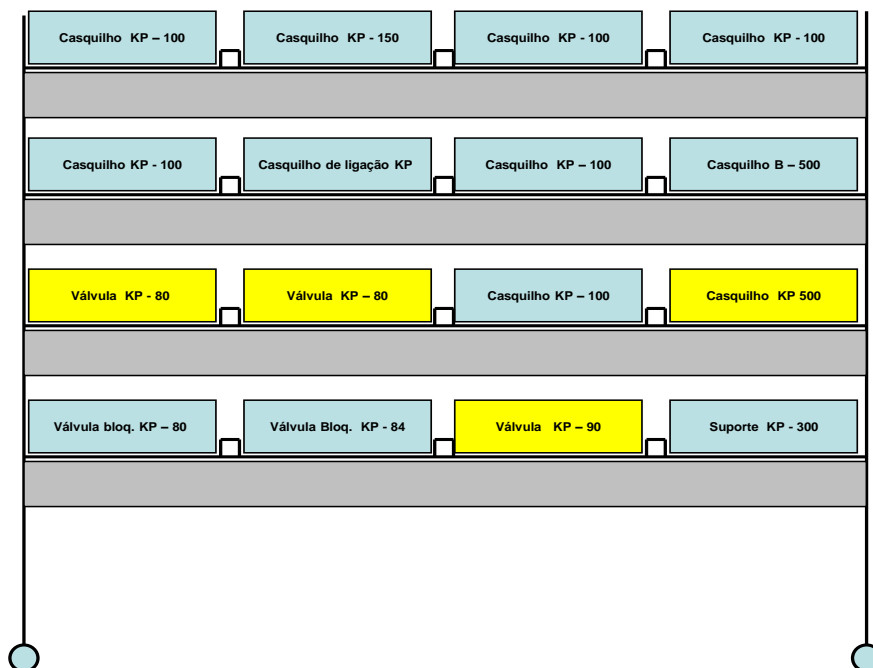 Casquilho KP – 100
Casquilho KP - 150
Casquilho KP - 100
Casquilho KP - 100
Casquilho KP - 100
Casquilho de ligação KP
Casquilho KP – 100
Casquilho B – 500
Válvula KP - 80
Válvula KP – 80
Casquilho KP – 100
Casquilho KP 500
Válvula bloq. KP – 80
Válvula Bloq. KP - 84
Válvula KP – 90
Suporte KP - 300